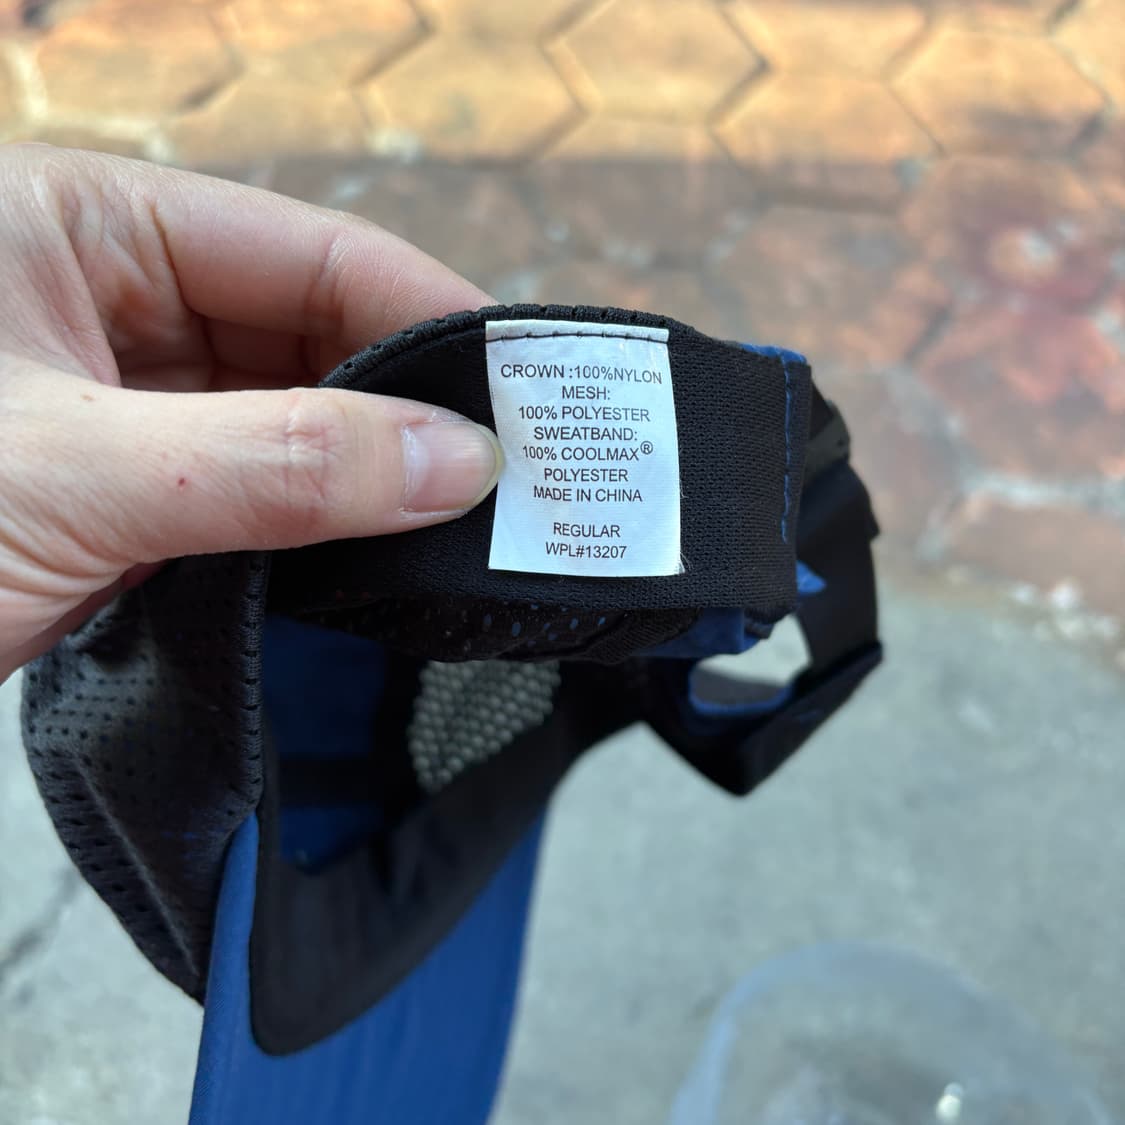 CROWN :100%NYLON
MESH:
100% POLYESTER
SWEATBAND:
100% COOLMAX®
POLYESTER
MADE IN CHINA
REGULAR
WPL#13207